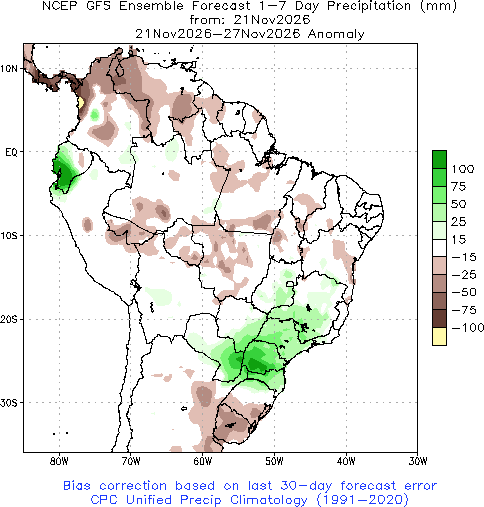 NCEP GFS Ensemble Forecast 1-7 Day Precipitation (mm)
from: 21Nov2026
21Nov2026-27Nov2026 Anomaly
10N
EQ
10S
20S
30S
80W 70W 60W 50W 40W 30W
100
75
50
25
15
-15
-25
-50
-75
-100
Bias correction based on last 30-day forecast error
CPC Unified Precip Climatology (1991-2020)